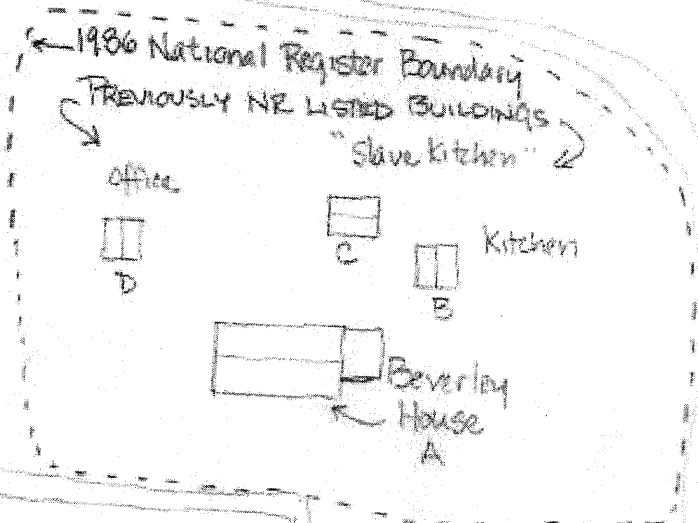 1986 National Register Boundary
PREVIOUSLY NR LISTED BUILDINGS
"Slave Kitchen"
Office
D
C
Kitchen
B
Beverley
House
A